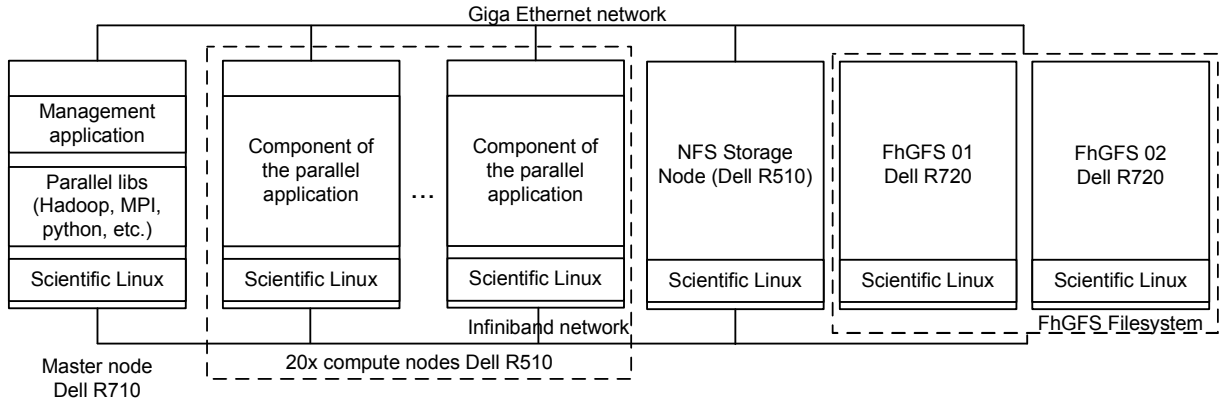 Giga Ethernet network
Management
application
Parallel libs
(Hadoop, MPI,
python, etc.)
Scientific Linux
Master node
Dell R710
Component of
the parallel
application
Scientific Linux
...
Component of
the parallel
application
Scientific Linux
20x compute nodes Dell R510
NFS Storage
Node (Dell R510)
Scientific Linux
FhGFS 01
Dell R720
Scientific Linux
FhGFS 02
Dell R720
Scientific Linux
Infiniband network
FhGFS Filesystem